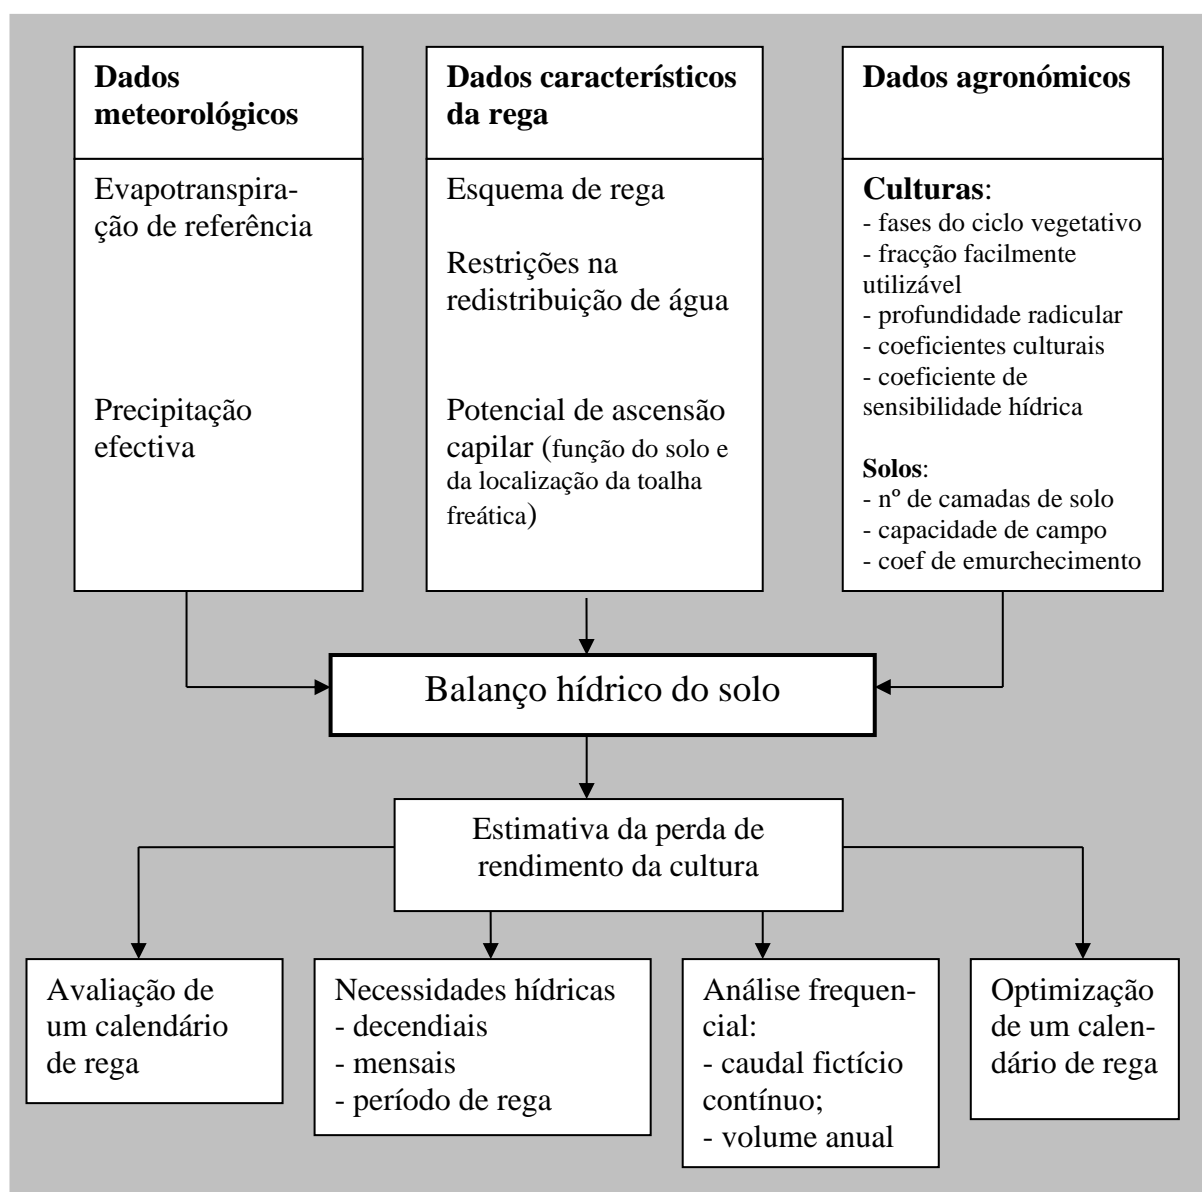 Dados
meteorológicos
Evapotranspira-
ção de referência
Precipitação
efectiva
Dados característicos
da rega
Esquema de rega
Restrições na
redistribuição de água
Potencial de ascensão
capilar (função do solo e
da localização da toalha
freática)
Dados agronómicos
Culturas:
- fases do ciclo vegetativo
- fracção facilmente
utilizável
- profundidade radicular
- coeficientes culturais
- coeficiente de
sensibilidade hídrica
Solos:
- nº de camadas de solo
- capacidade de campo
- coef de emurchecimento
Balanço hídrico do solo
Estimativa da perda de
rendimento da cultura
Avaliação de
um calendário
de rega
Necessidades hídricas
- decendiais
- mensais
- período de rega
Análise frequen-
cial:
- caudal fictício
contínuo;
- volume anual
Optimização
de um calen-
dário de rega